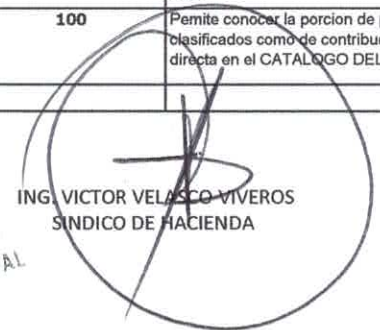 100
Pemite conocer la porcion de
clasificados como de contribu
directa en el CATALOGO DEL
ING. VICTOR VELASCO VIVEROS
SINDICO DE HACIENDA
AL